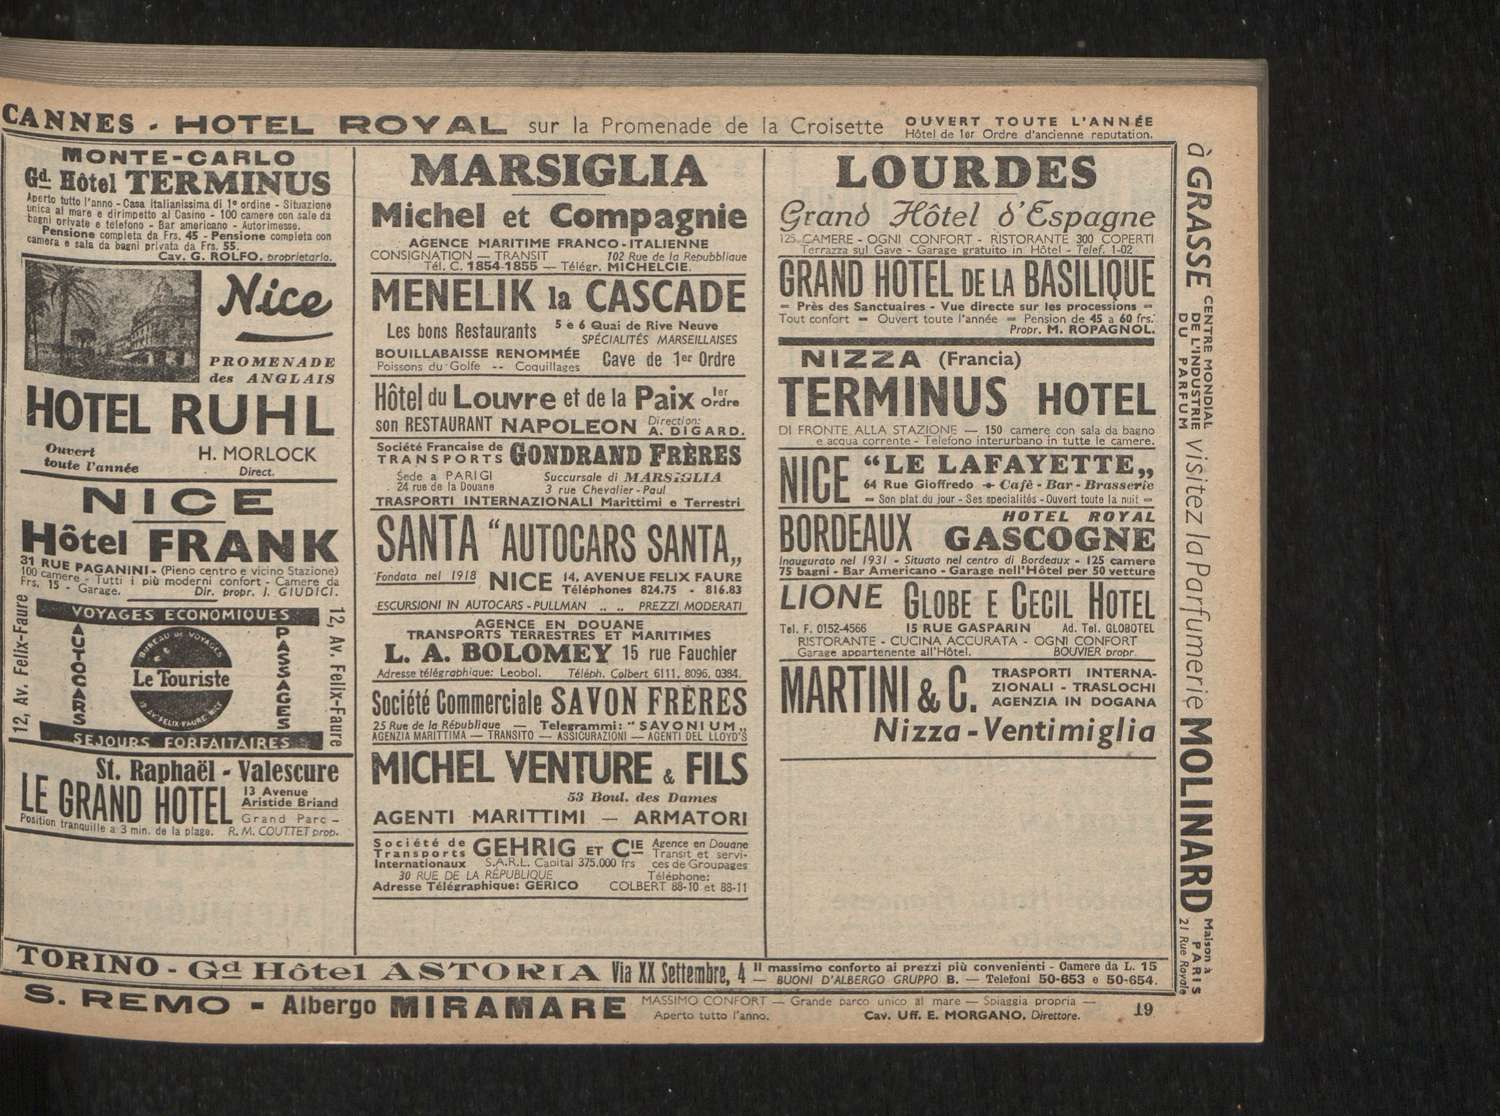 CANNES - HOTEL ROYAL sur la Promenade de la Croisette
OUVERT TOUTE L'ANNÉE
Hôtel de 1er Ordre d'ancienne reputation.
MONTE-CARLO
Gd. Hôtel TERMINUS
Aperto tutto l'anno - Casa italianissima di 1º ordine - Situazione
unica al mare e dirimpetto al Casino - 100 camere con sale da
bagni private e telefono - Bar americano - Autorimesse.
Pensione completa da Frs. 45 - Pensione completa con
camera e sala da bagni privata da Frs. 55.
Cav. G. ROLFO, proprietario.
Nice
PROMENADE
des ANGLAIS
HOTEL RUHL
Ouvert
toute l'année
H. MORLOCK
Direct.
NICE
Hôtel FRANK
31 RUE PAGANINI - (Pieno centro e vicino Stazione)
100 camere - Tutti i più moderni confort - Camere da
Frs. 15 - Garage. Dir. propr. J. GIUDICI.
12, Av. Felix-Faure
VOYAGES ECONOMIQUES
AUTOCARS
BUREAU DE VOYAGES
Le Touriste
12 AV. FELIX-FAURE NICE
PASSAGES
SEJOURS FORFAITAIRES
12, Av. Felix-Faure
St. Raphaël - Valescure
LE GRAND HOTEL
13 Avenue
Aristide Briand
Grand Parc -
Position tranquille a 3 min. de la plage. R. M. COUTTET prop.
MARSIGLIA
Michel et Compagnie
AGENCE MARITIME FRANCO-ITALIENNE
CONSIGNATION — TRANSIT 102 Rue de la Repubblique
Tél. C. 1854-1855 — Télégr. MICHELCIE.
MENELIK la CASCADE
Les bons Restaurants
5 e 6 Quai de Rive Neuve
SPÉCIALITÉS MARSEILLAISES
BOUILLABAISSE RENOMMÉE
Poissons du Golfe -- Coquillages
Cave de 1er Ordre
Hôtel du Louvre et de la Paix 1er Ordre
son RESTAURANT NAPOLEON
Direction:
A. DIGARD.
Société Francaise de
TRANSPORTS
GONDRAND FRÈRES
Sede a PARIGI
24 rue de la Douane
Succursale di MARSIGLIA
3 rue Chevalier-Paul
TRASPORTI INTERNAZIONALI Marittimi e Terrestri
SANTA "AUTOCARS SANTA„
Fondata nel 1918
NICE
14, AVENUE FELIX FAURE
Téléphones 824.75 - 816.83
ESCURSIONI IN AUTOCARS-PULLMAN „ „ PREZZI MODERATI
AGENCE EN DOUANE
TRANSPORTS TERRESTRES ET MARITIMES
L. A. BOLOMEY 15 rue Fauchier
Adresse télégraphique: Leobol. Téléph. Colbert 6111, 8096, 0384.
Société Commerciale SAVON FRÈRES
25 Rue de la République — Telegrammi: "SAVONIUM„
AGENZIA MARITTIMA — TRANSITO — ASSICURAZIONI — AGENTI DEL LLOYD'S
MICHEL VENTURE & FILS
53 Boul. des Dames
AGENTI MARITTIMI — ARMATORI
Société de
Transports
Internationaux
GEHRIG ET CIE
S.A.R.L. Capital 375.000 frs
Agence en Douane
Transit et servi-
ces de Groupages
30 RUE DE LA RÉPUBLIQUE Téléphone:
Adresse Télégraphique: GERICO COLBERT 88-10 et 88-11
LOURDES
Grand Hôtel d'Espagne
125 CAMERE - OGNI CONFORT - RISTORANTE 300 COPERTI
Terrazza sul Gave - Garage gratuito in Hôtel - Telef. 1-02
GRAND HOTEL DE LA BASILIQUE
= Près des Sanctuaires - Vue directe sur les processions =
Tout confort = Ouvert toute l'année = Pension de 45 a 60 frs.
Propr. M. ROPAGNOL.
NIZZA (Francia)
TERMINUS HOTEL
DI FRONTE ALLA STAZIONE — 150 camere con sala da bagno
e acqua corrente - Telefono interurbano in tutte le camere.
NICE "LE LAFAYETTE„
64 Rue Gioffredo - Cafè - Bar - Brasserie
= Son plat du jour - Ses specialités - Ouvert toute la nuit =
BORDEAUX
HOTEL ROYAL
GASCOGNE
Inaugurato nel 1931 - Situato nel centro di Bordeaux - 125 camere
75 bagni - Bar Americano - Garage nell'Hôtel per 50 vetture
LIONE GLOBE E CECIL HOTEL
Tel. F. 0152-4566 15 RUE GASPARIN Ad. Tel. GLOBOTEL
RISTORANTE - CUCINA ACCURATA - OGNI CONFORT
Garage appartenente all'Hôtel. BOUVIER propr.
MARTINI & C.
TRASPORTI INTERNA-
ZIONALI - TRASLOCHI
AGENZIA IN DOGANA
Nizza - Ventimiglia
à GRASSE
CENTRE MONDIAL
DE L'INDUSTRIE
DU PARFUM
visitez la Parfumerie MOLINARD
Maison à
PARIS
21 Rue Royale
TORINO - Gd Hôtel ASTORIA Via XX Settembre, 4
Il massimo conforto ai prezzi più convenienti - Camere da L. 15
— BUONI D'ALBERGO GRUPPO B. — Telefoni 50-653 e 50-654.
S. REMO - Albergo MIRAMARE
MASSIMO CONFORT — Grande parco unico al mare — Spiaggia propria —
Aperto tutto l'anno. Cav. Uff. E. MORGANO, Direttore.
19